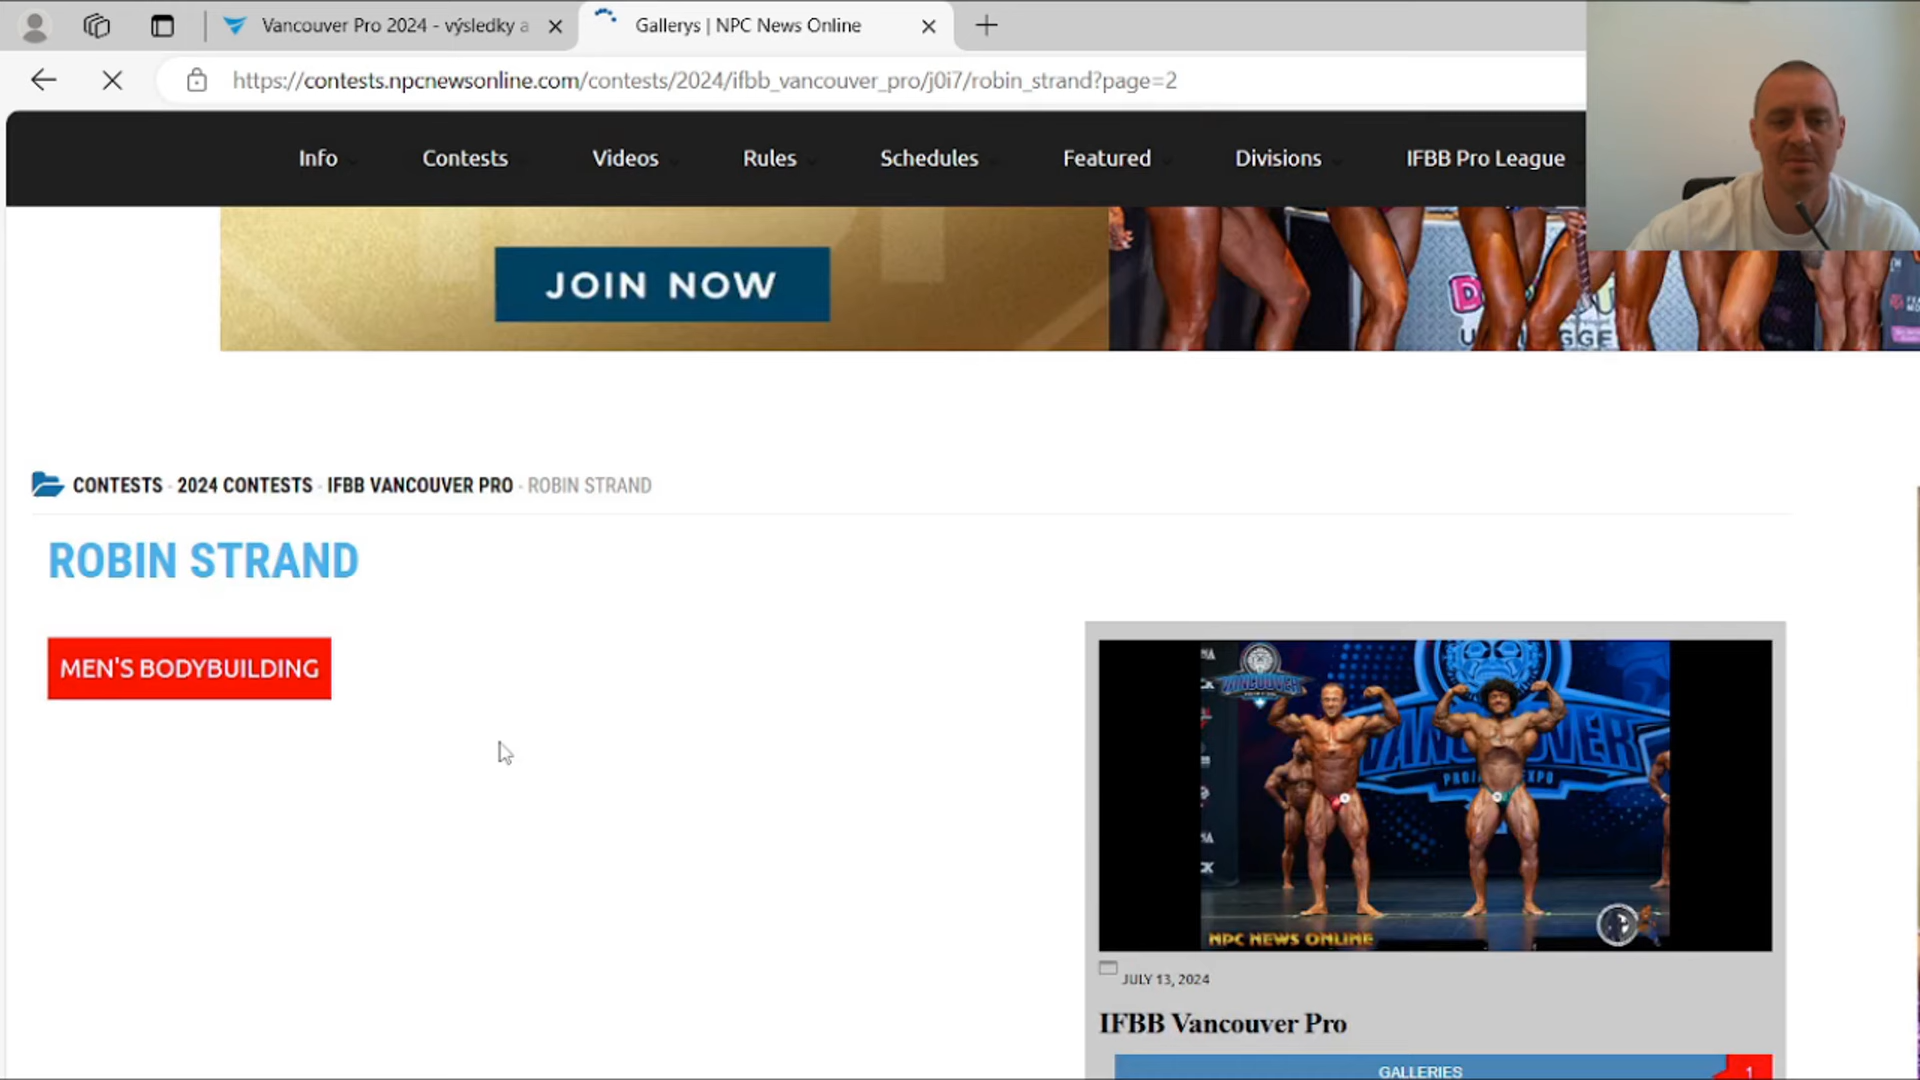 Vancouver Pro 2024 - výsledky a
Gallerys | NPC News Online
https://contests.npcnewsonline.com/contests/2024/ifbb_vancouver_pro/j0i7/robin_strand?page=2
Info Contests Videos Rules Schedules Featured Divisions IFBB Pro League
JOIN NOW
CONTESTS - 2024 CONTESTS - IFBB VANCOUVER PRO - ROBIN STRAND
ROBIN STRAND
MEN'S BODYBUILDING
VANCOUVER
NPC NEWS ONLINE
JULY 13, 2024
IFBB Vancouver Pro
GALLERIES 1